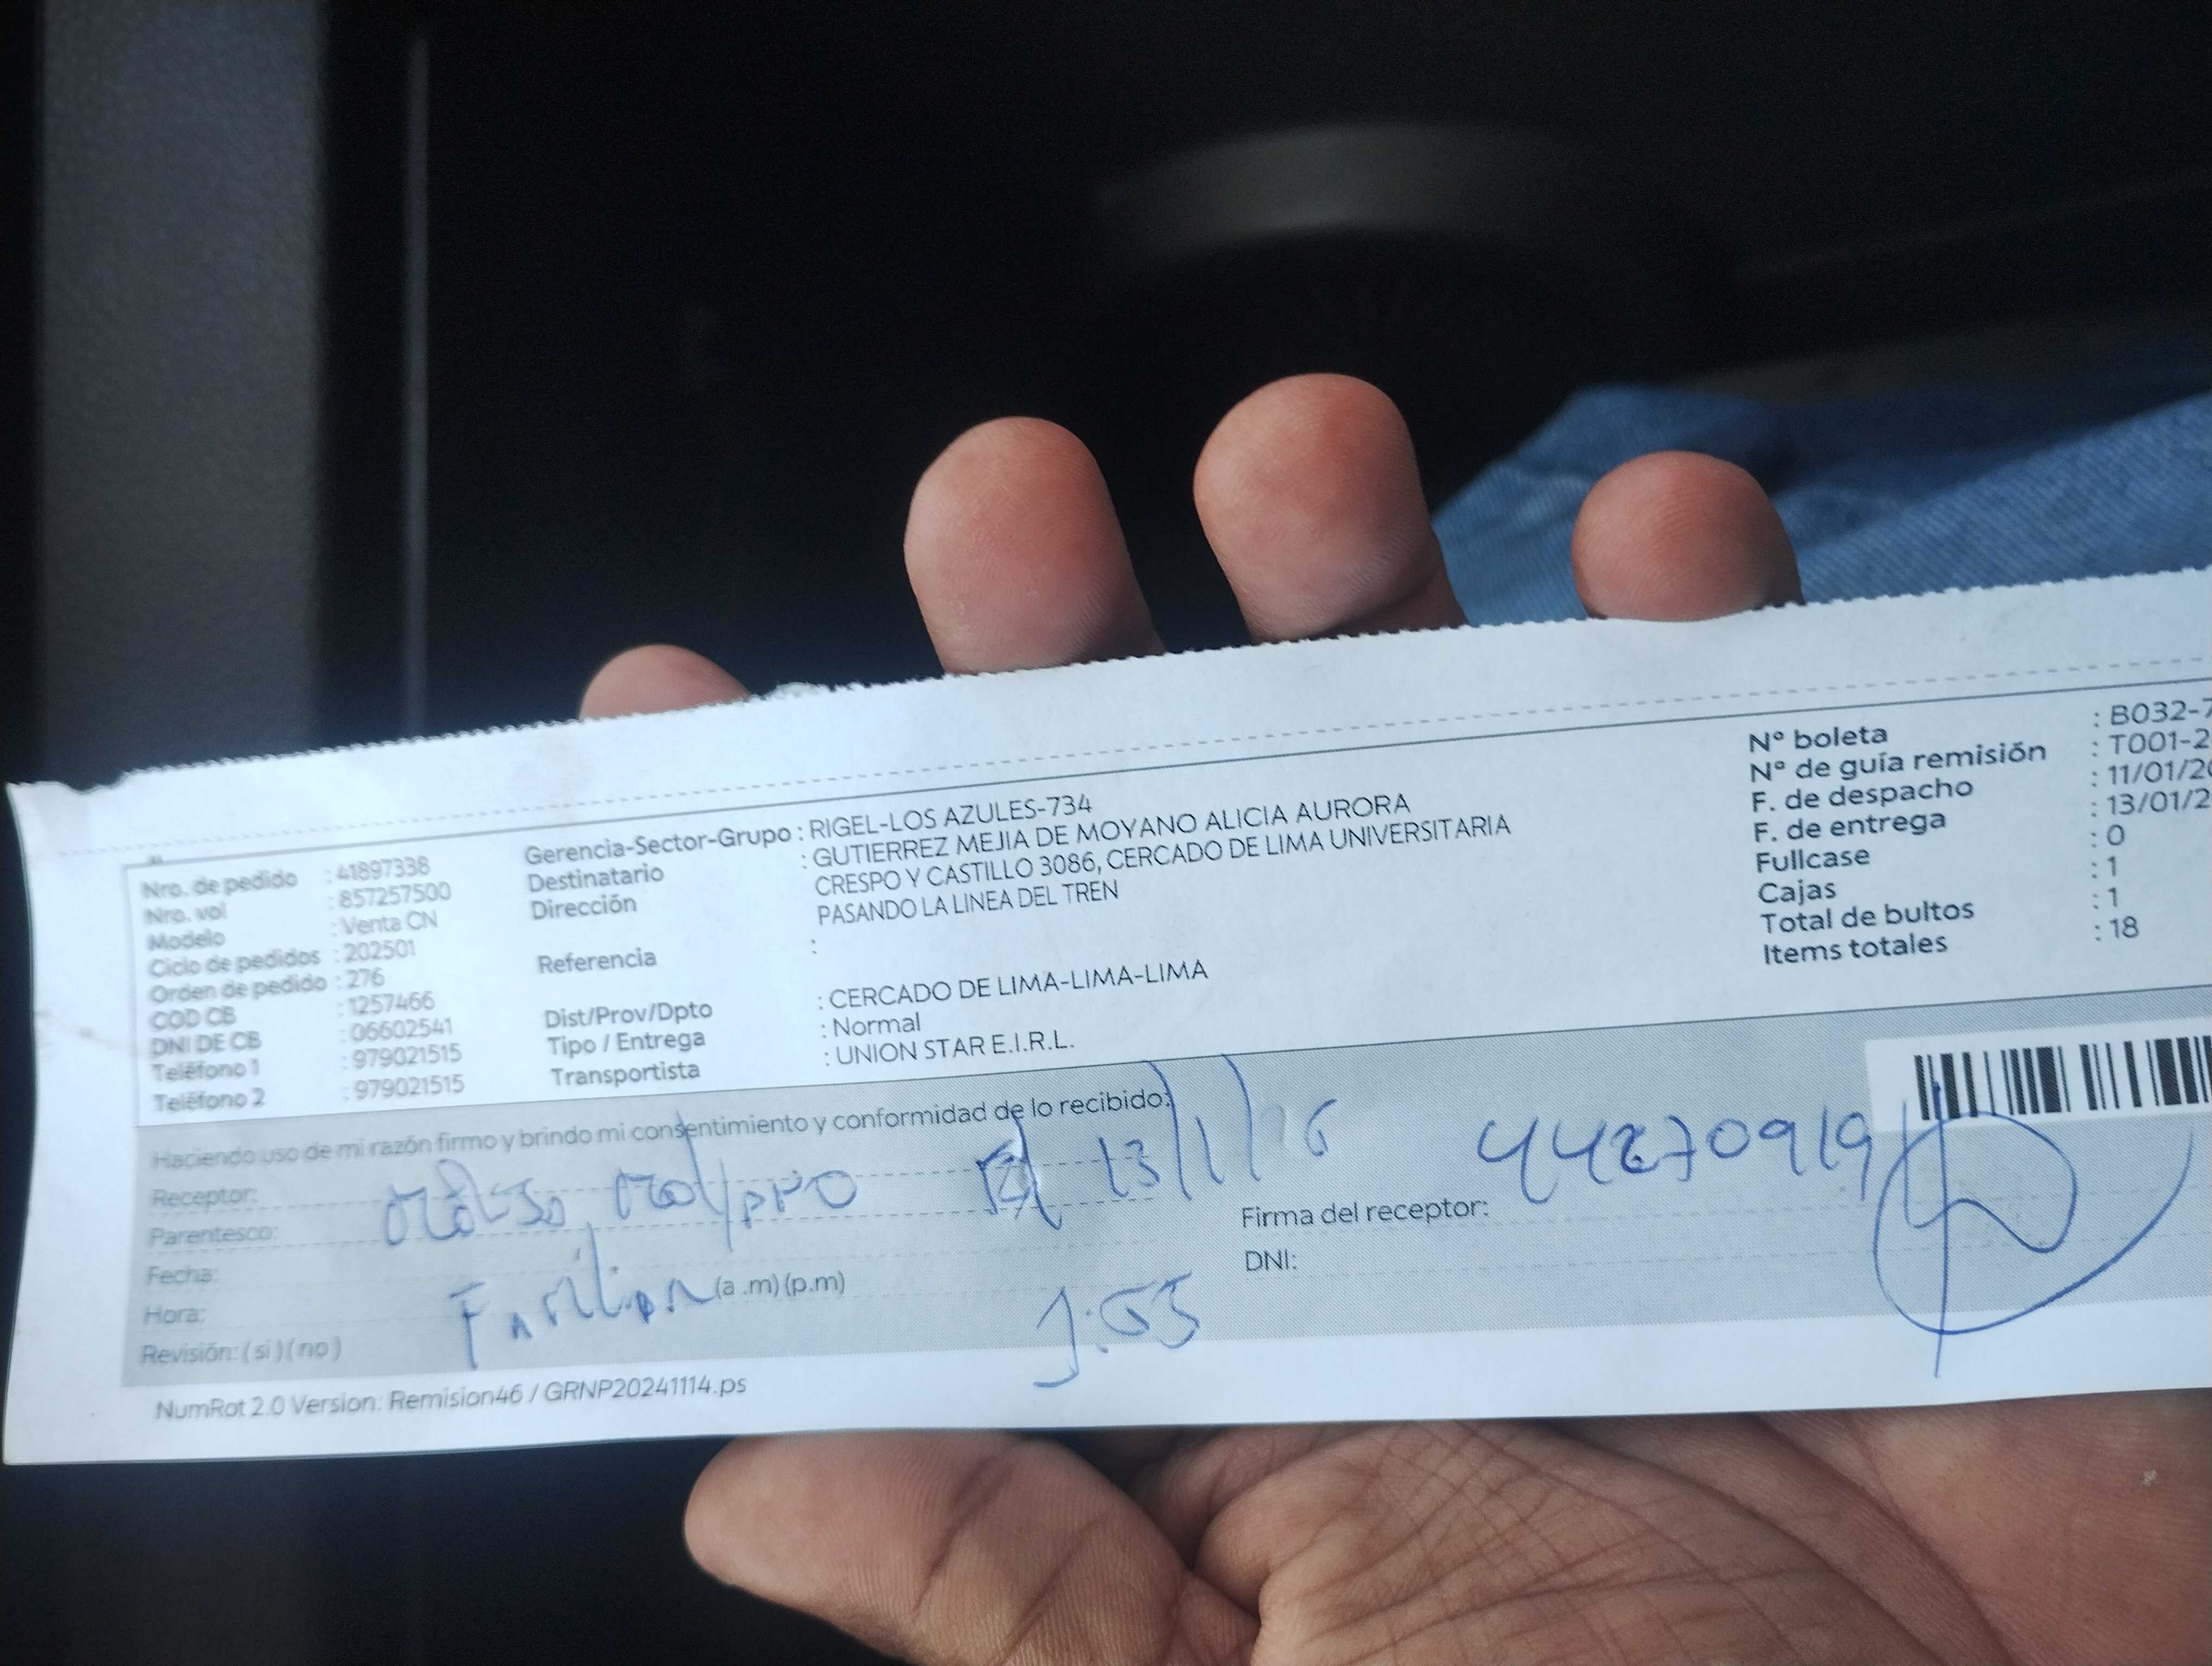 Nro. de pedido : 41897338
Nro. vol : 857257500
Modelo : Venta CN
Ciclo de pedidos : 202501
Orden de pedido : 276
COD CB : 1257466
DNI DE CB : 06602541
Teléfono 1 : 979021515
Teléfono 2 : 979021515
Gerencia-Sector-Grupo : RIGEL-LOS AZULES-734
Destinatario : GUTIERREZ MEJIA DE MOYANO ALICIA AURORA
Dirección CRESPO Y CASTILLO 3086, CERCADO DE LIMA UNIVERSITARIA
PASANDO LA LINEA DEL TREN
Referencia :
Dist/Prov/Dpto : CERCADO DE LIMA-LIMA-LIMA
Tipo / Entrega : Normal
Transportista : UNION STAR E.I.R.L.
Nº boleta : B032-7
Nº de guía remisión : T001-2
F. de despacho : 11/01/20
F. de entrega : 13/01/2
Fullcase : 0
Cajas : 1
Total de bultos : 1
Items totales : 18
Haciendo uso de mi razón firmo y brindo mi consentimiento y conformidad de lo recibido:
Receptor: 13/1/
Parentesco:
Fecha:
Hora: (a .m) (p.m)
Revisión: ( si ) ( no )
Firma del receptor:
DNI:
NumRot 2.0 Version: Remision46 / GRNP20241114.ps